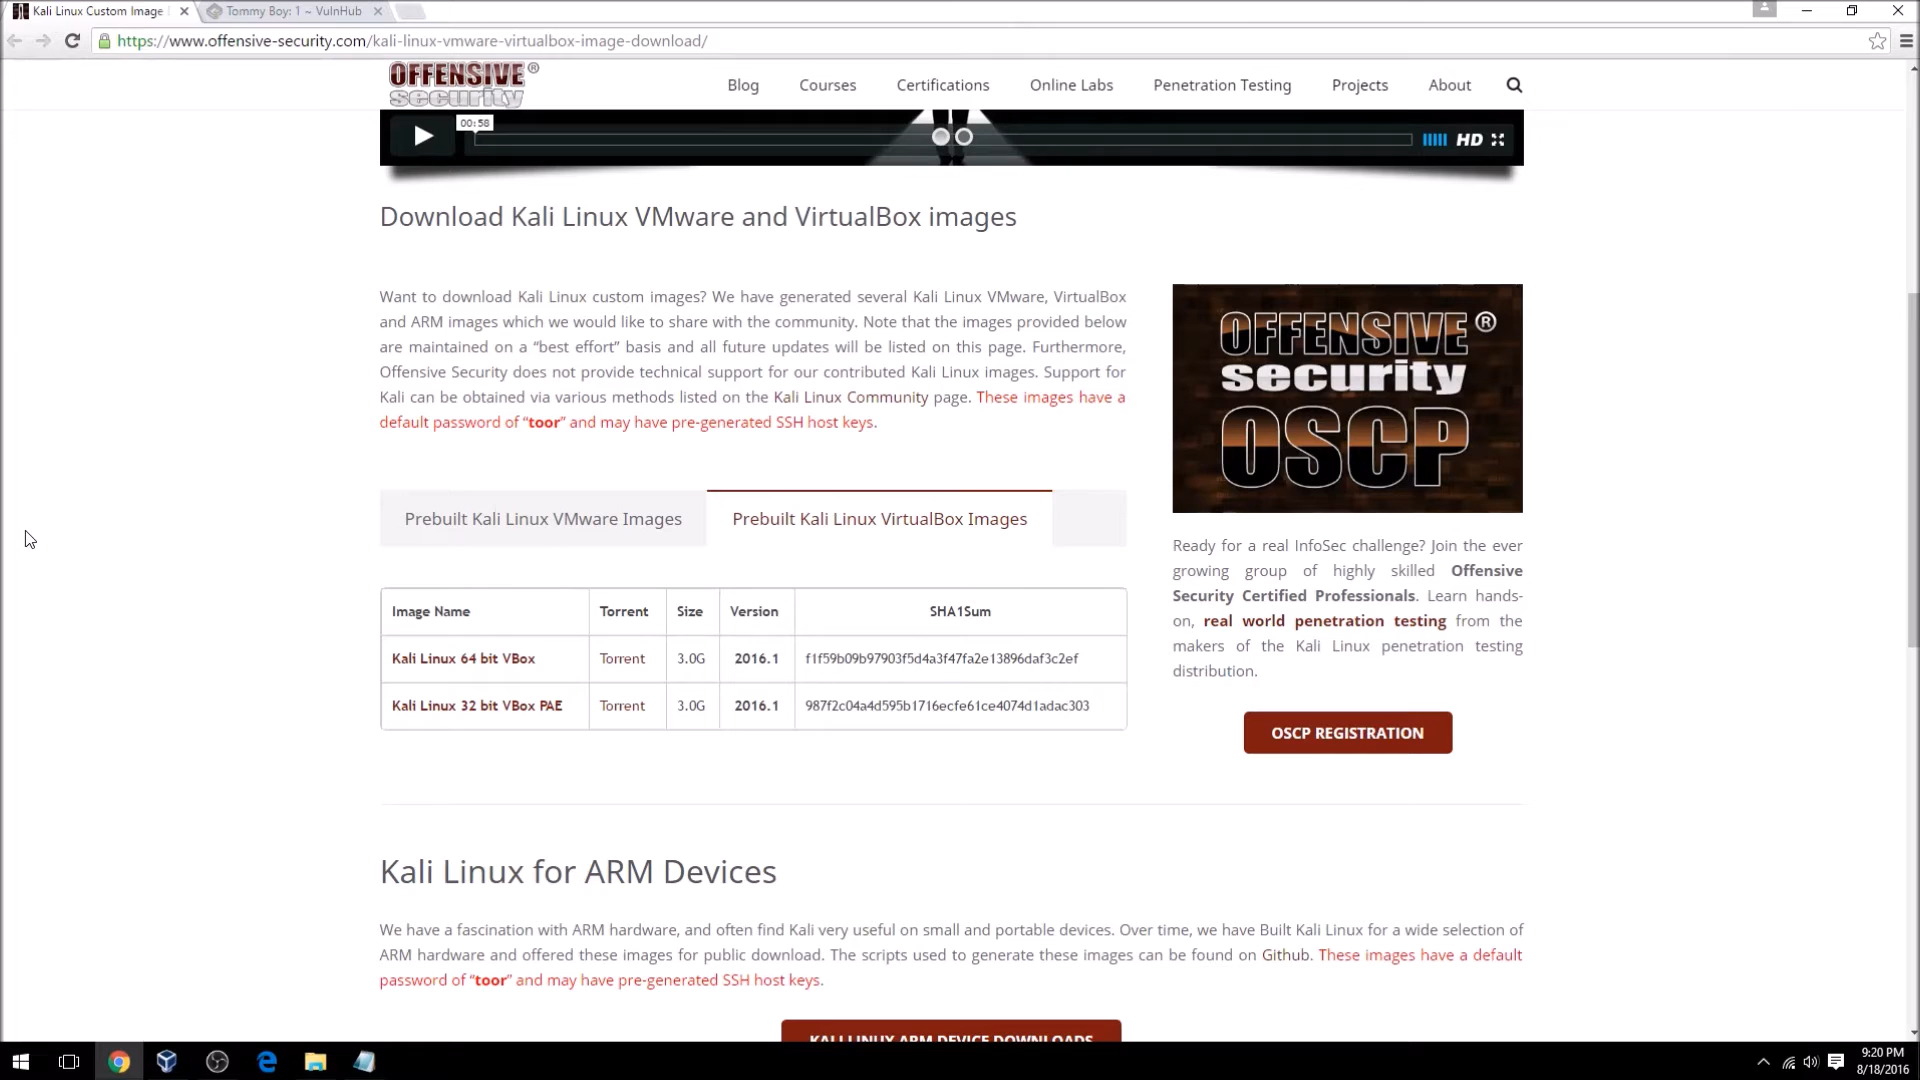 Kali Linux Custom Image
Tommy Boy: 1 ~ VulnHub
https://www.offensive-security.com/kali-linux-vmware-virtualbox-image-download/
OFFENSIVE®
security
Blog
Courses
Certifications
Online Labs
Penetration Testing
Projects
About
00:58
HD
Download Kali Linux VMware and VirtualBox images
Want to download Kali Linux custom images? We have generated several Kali Linux VMware, VirtualBox
and ARM images which we would like to share with the community. Note that the images provided below
are maintained on a “best effort” basis and all future updates will be listed on this page. Furthermore,
Offensive Security does not provide technical support for our contributed Kali Linux images. Support for
Kali can be obtained via various methods listed on the Kali Linux Community page. These images have a
default password of “toor” and may have pre-generated SSH host keys.
Prebuilt Kali Linux VMware Images
Prebuilt Kali Linux VirtualBox Images
Image Name Torrent Size Version SHA1Sum
Kali Linux 64 bit VBox Torrent 3.0G 2016.1 f1f59b09b97903f5d4a3f47fa2e13896daf3c2ef
Kali Linux 32 bit VBox PAE Torrent 3.0G 2016.1 987f2c04a4d595b1716ecfe61ce4074d1adac303
OFFENSIVE®
security
OSCP
Ready for a real InfoSec challenge? Join the ever
growing group of highly skilled Offensive
Security Certified Professionals. Learn hands-
on, real world penetration testing from the
makers of the Kali Linux penetration testing
distribution.
OSCP REGISTRATION
Kali Linux for ARM Devices
We have a fascination with ARM hardware, and often find Kali very useful on small and portable devices. Over time, we have Built Kali Linux for a wide selection of
ARM hardware and offered these images for public download. The scripts used to generate these images can be found on Github. These images have a default
password of “toor” and may have pre-generated SSH host keys.
KALI LINUX ARM DEVICE DOWNLOADS
9:20 PM
8/18/2016